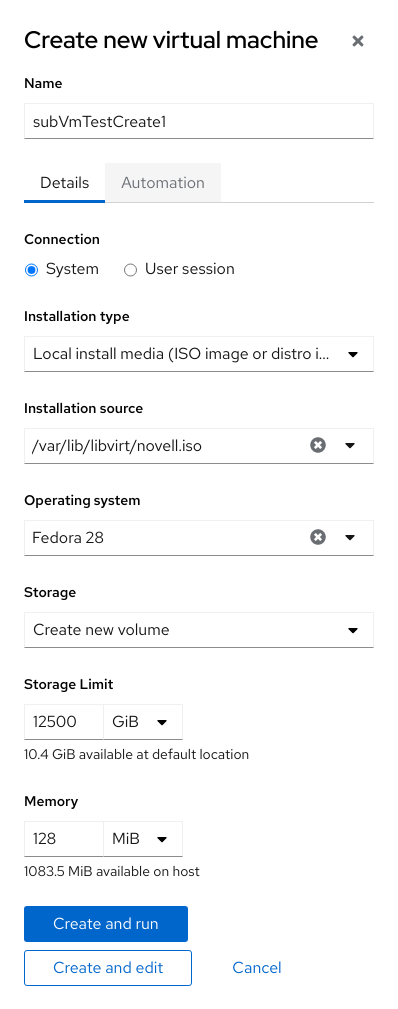 Create new virtual machine
Name
subVmTestCreate1
Details Automation
Connection
System User session
Installation type
Local install media (ISO image or distro i...
Installation source
/var/lib/libvirt/novell.iso
Operating system
Fedora 28
Storage
Create new volume
Storage Limit
12500 GiB
10.4 GiB available at default location
Memory
128 MiB
1083.5 MiB available on host
Create and run
Create and edit Cancel